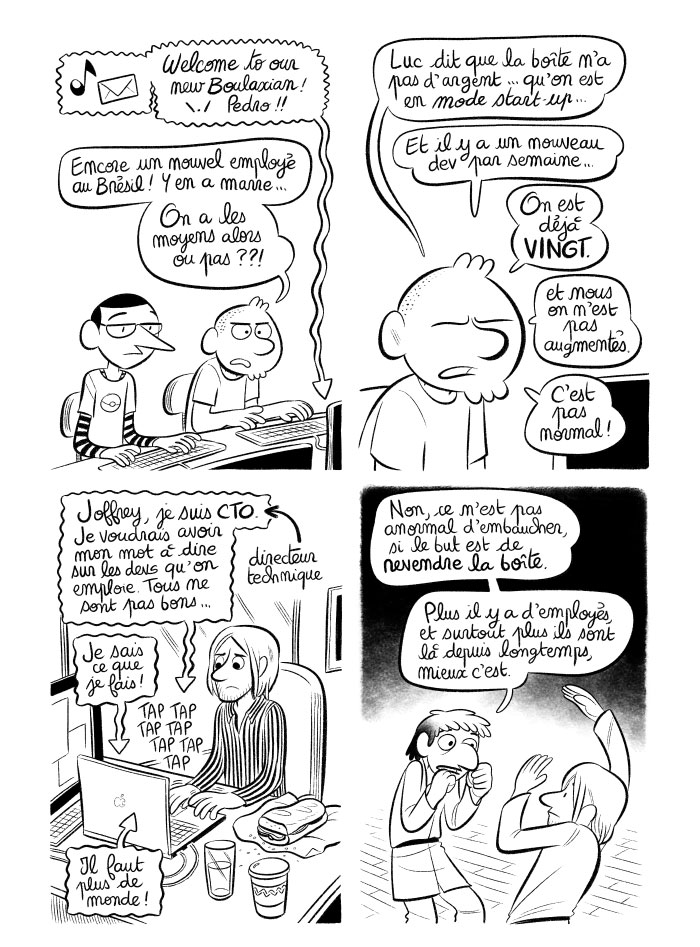 Welcome to our
new Boulaxian!
\./ Pedro!!
Encore un nouvel employé
au Brésil! Y en a marre...
On a les
moyens alors
ou pas ??!
Luc dit que la boîte n'a
pas d'argent... qu'on est
en mode start-up...
Et il y a un nouveau
dev par semaine...
On est
déjà
VINGT.
et nous
on n'est
pas
augmentés.
C'est
pas
normal!
Joffrey, je suis CTO.
Je voudrais avoir
mon mot à dire
sur les devs qu'on
emploie. Tous ne
sont pas bons...
directeur
technique
Je sais
ce que
je fais!
TAP TAP
TAP TAP
TAP TAP
TAP
Il faut
plus de
monde!
Non, ce n'est pas
anormal d'embaucher,
si le but est de
revendre la boîte.
Plus il y a d'employés,
et surtout plus ils sont
là depuis longtemps,
mieux c'est.